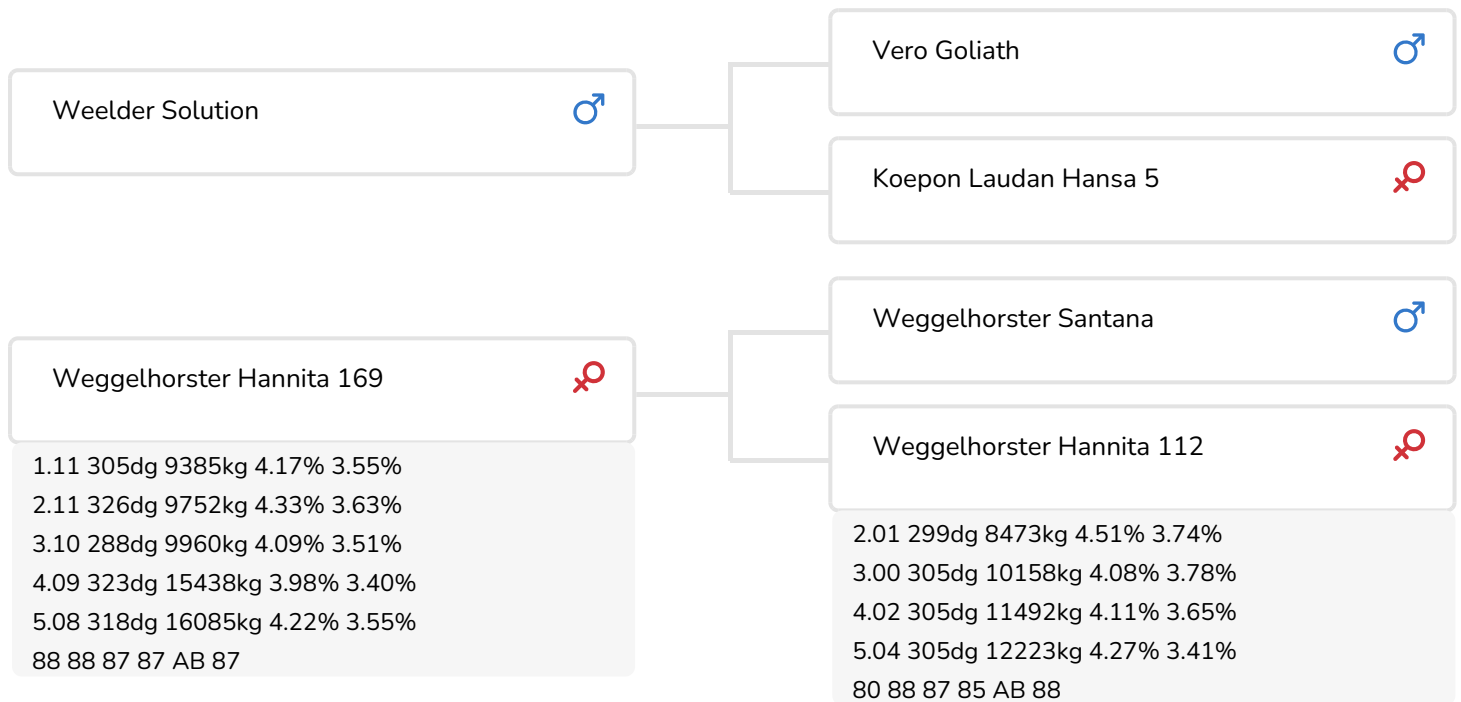 Weelder Solution
Vero Goliath
Koepon Laudan Hansa 5
Weggelhorster Hannita 169
1.11 305dg 9385kg 4.17% 3.55%
2.11 326dg 9752kg 4.33% 3.63%
3.10 288dg 9960kg 4.09% 3.51%
4.09 323dg 15438kg 3.98% 3.40%
5.08 318dg 16085kg 4.22% 3.55%
88 88 87 87 AB 87
Weggelhorster Santana
Weggelhorster Hannita 112
2.01 299dg 8473kg 4.51% 3.74%
3.00 305dg 10158kg 4.08% 3.78%
4.02 305dg 11492kg 4.11% 3.65%
5.04 305dg 12223kg 4.27% 3.41%
80 88 87 85 AB 88